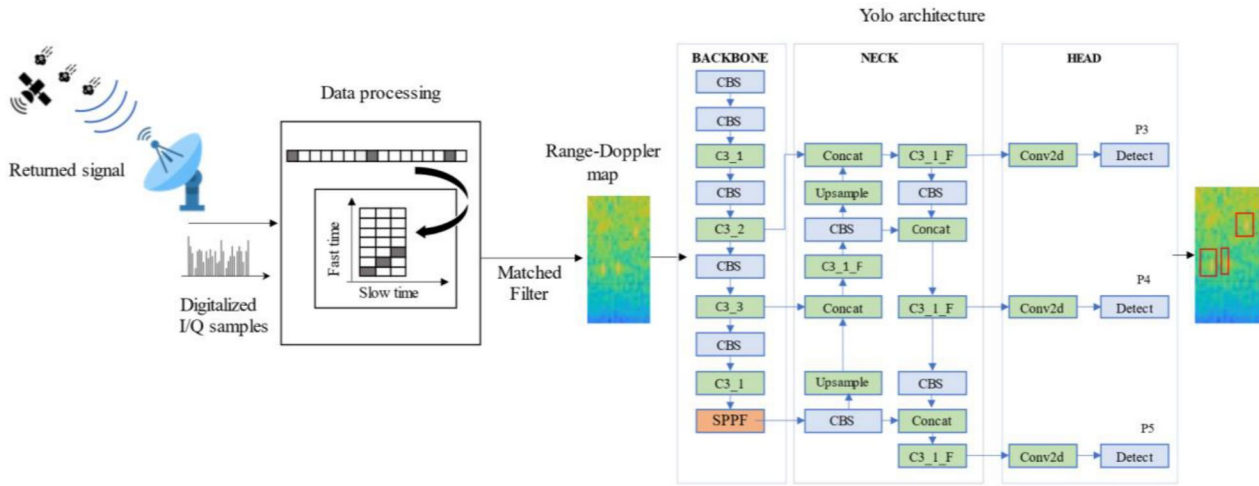 Yolo architecture
Returned signal
Data processing
Fast time
Slow time
Digitalized
I/Q samples
Matched
Filter
Range-Doppler
map
BACKBONE
CBS
CBS
C3_1
CBS
C3_2
CBS
C3_3
CBS
C3_1
SPPF
NECK
Concat
Upsample
CBS
C3_1_F
Concat
Upsample
CBS
C3_1_F
CBS
Concat
C3_1_F
CBS
Concat
C3_1_F
HEAD
P3
Conv2d
Detect
P4
Conv2d
Detect
P5
Conv2d
Detect